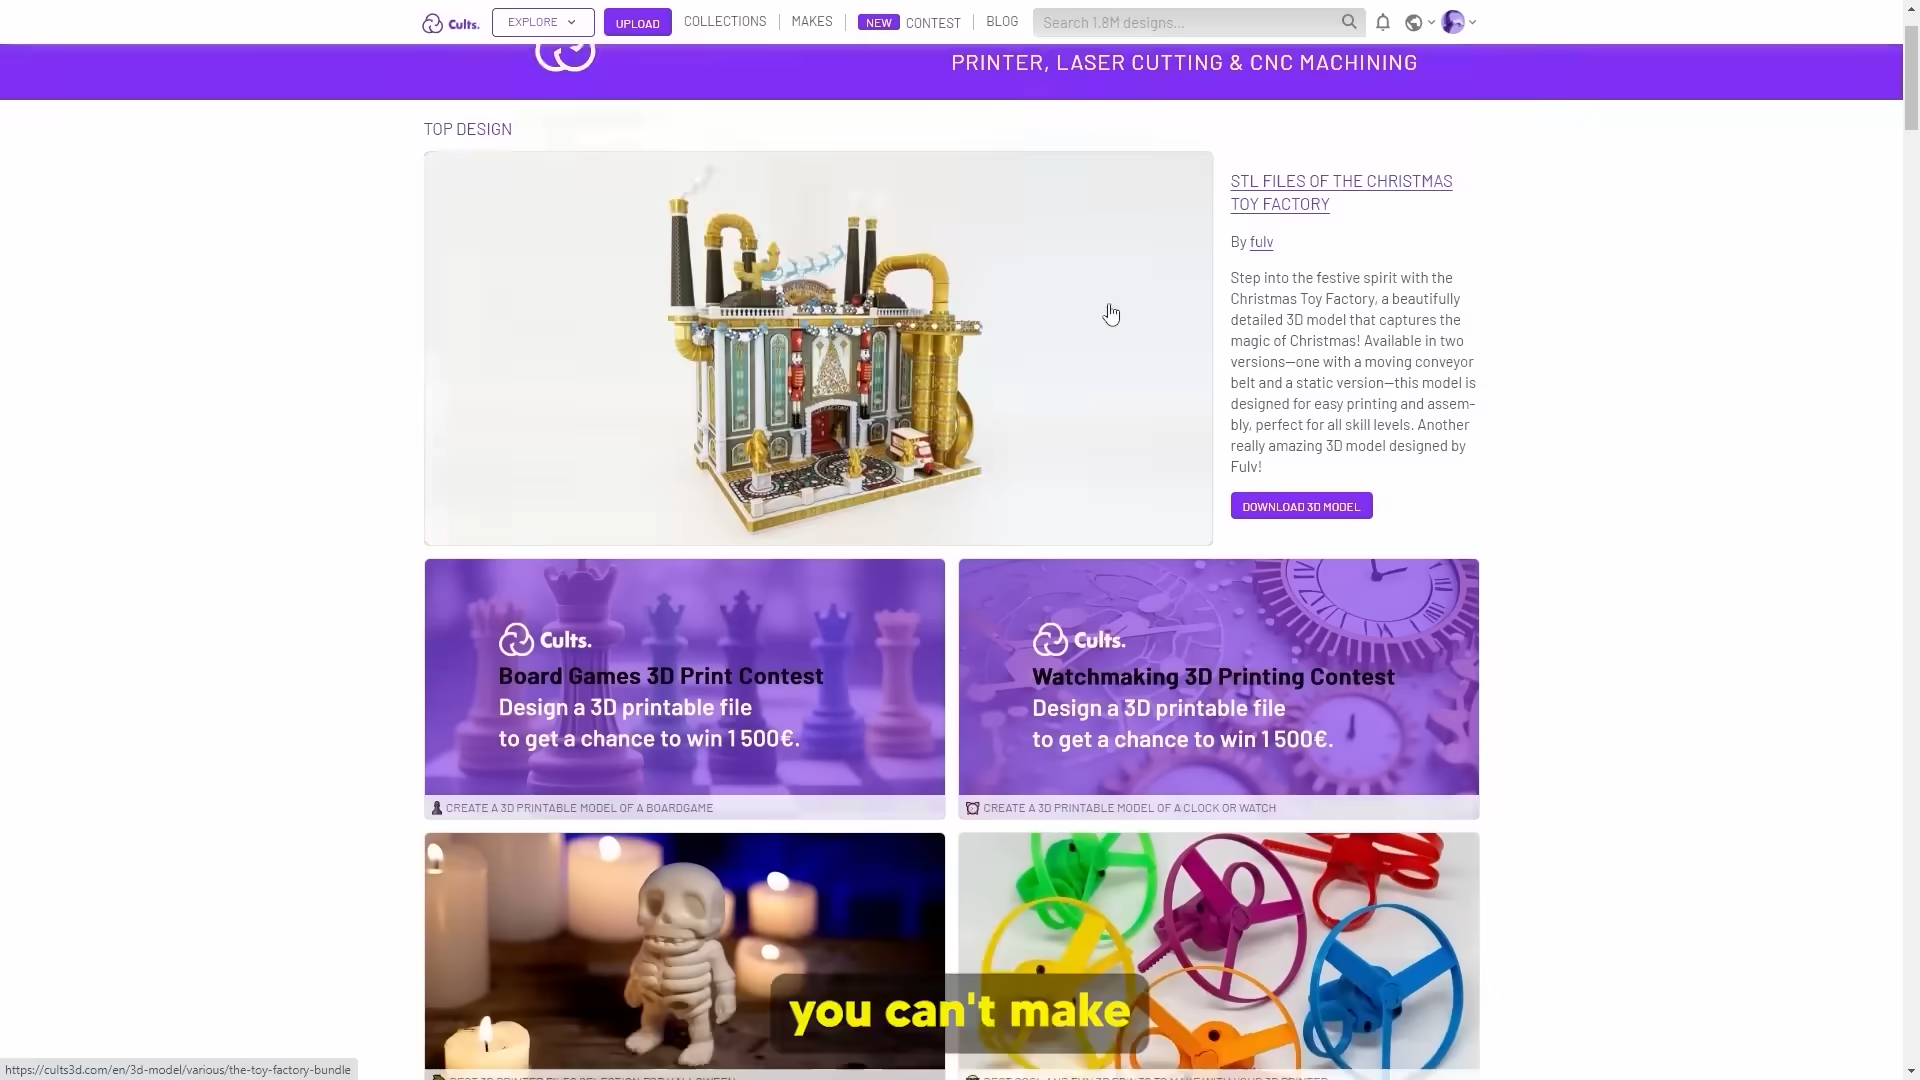 Cults.
EXPLORE
UPLOAD
COLLECTIONS
MAKES
NEW
CONTEST
BLOG
Search 1.8M designs...
PRINTER, LASER CUTTING & CNC MACHINING
TOP DESIGN
STL FILES OF THE CHRISTMAS
TOY FACTORY
By fulv
Step into the festive spirit with the
Christmas Toy Factory, a beautifully
detailed 3D model that captures the
magic of Christmas! Available in two
versions—one with a moving conveyor
belt and a static version—this model is
designed for easy printing and assem-
bly, perfect for all skill levels. Another
really amazing 3D model designed by
Fulv!
DOWNLOAD 3D MODEL
Cults.
Board Games 3D Print Contest
Design a 3D printable file
to get a chance to win 1 500€.
CREATE A 3D PRINTABLE MODEL OF A BOARDGAME
Cults.
Watchmaking 3D Printing Contest
Design a 3D printable file
to get a chance to win 1 500€.
CREATE A 3D PRINTABLE MODEL OF A CLOCK OR WATCH
you can't make
https://cults3d.com/en/3d-model/various/the-toy-factory-bundle